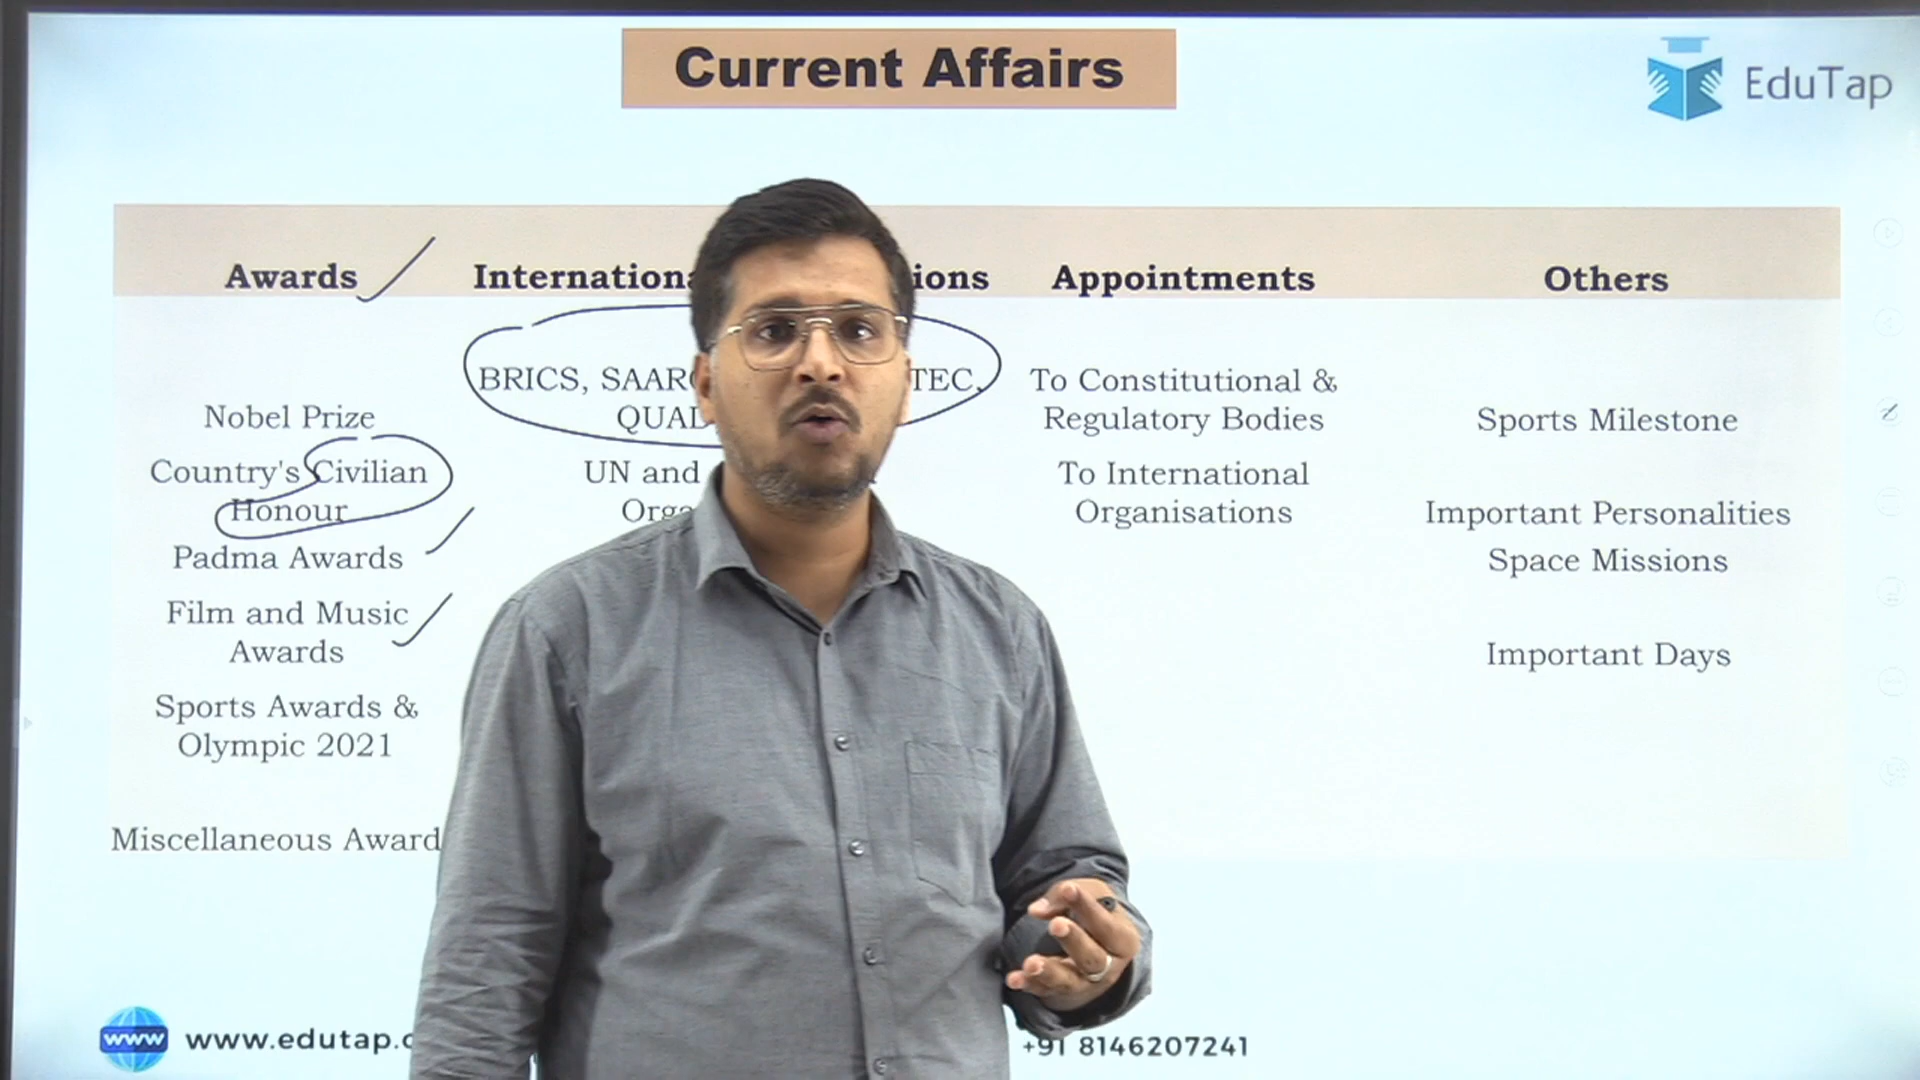 Current Affairs
EduTap
Awards
Nobel Prize
Country's Civilian
Honour
Padma Awards
Film and Music
Awards
Sports Awards &
Olympic 2021
Miscellaneous Award
Internationa ions
BRICS, SAAR TEC,
QUAD
UN and
Orga
Appointments
To Constitutional &
Regulatory Bodies
To International
Organisations
Others
Sports Milestone
Important Personalities
Space Missions
Important Days
www www.edutap.c
+91 8146207241